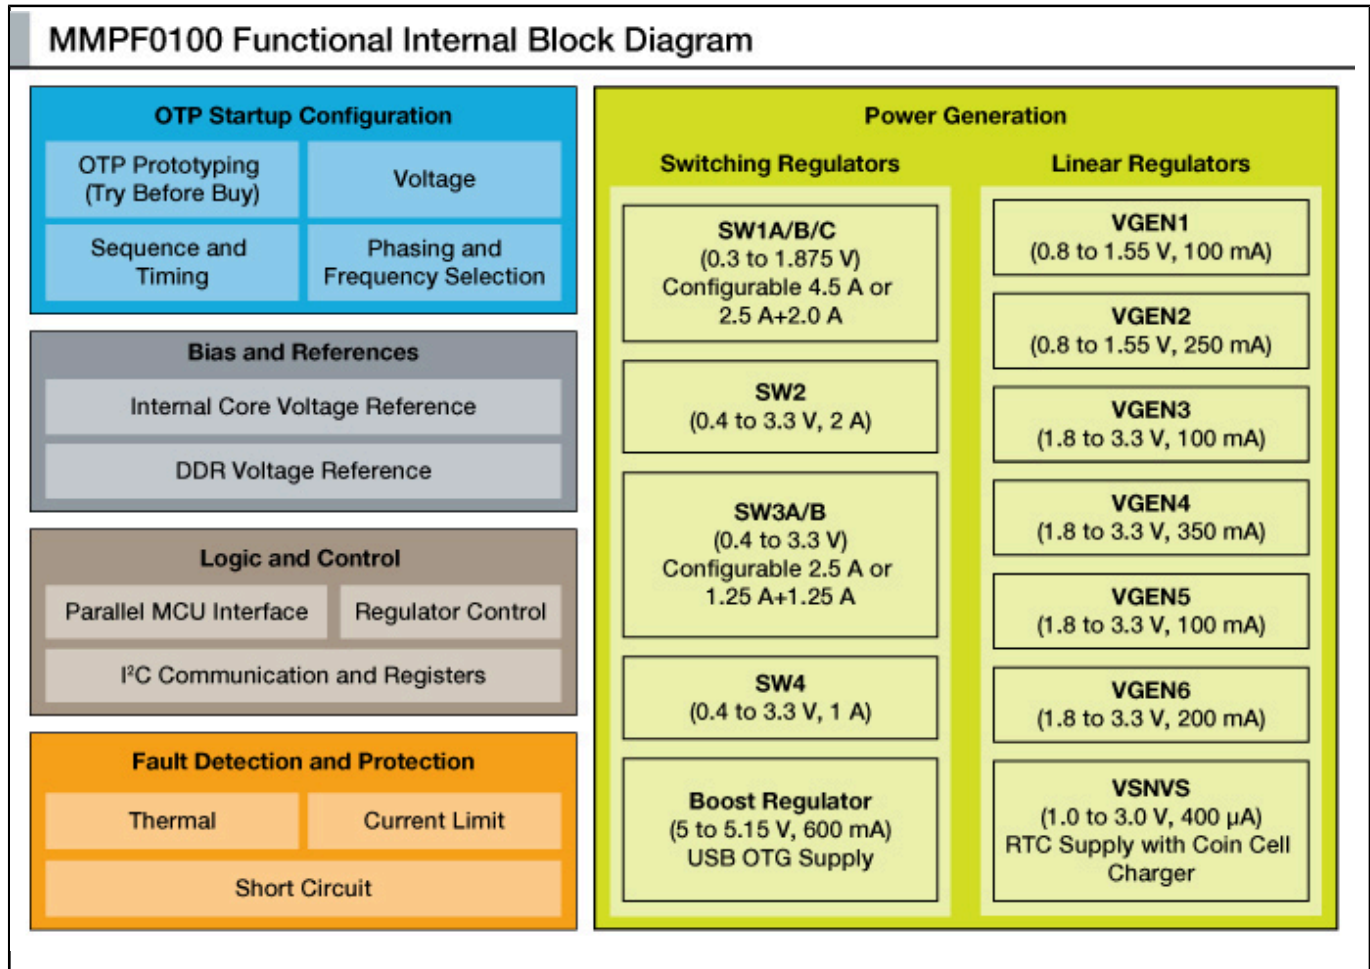 MMPF0100 Functional Internal Block Diagram
OTP Startup Configuration
OTP Prototyping
(Try Before Buy)
Voltage
Sequence and
Timing
Phasing and
Frequency Selection
Bias and References
Internal Core Voltage Reference
DDR Voltage Reference
Logic and Control
Parallel MCU Interface
Regulator Control
I²C Communication and Registers
Fault Detection and Protection
Thermal
Current Limit
Short Circuit
Power Generation
Switching Regulators
SW1A/B/C
(0.3 to 1.875 V)
Configurable 4.5 A or
2.5 A+2.0 A
SW2
(0.4 to 3.3 V, 2 A)
SW3A/B
(0.4 to 3.3 V)
Configurable 2.5 A or
1.25 A+1.25 A
SW4
(0.4 to 3.3 V, 1 A)
Boost Regulator
(5 to 5.15 V, 600 mA)
USB OTG Supply
Linear Regulators
VGEN1
(0.8 to 1.55 V, 100 mA)
VGEN2
(0.8 to 1.55 V, 250 mA)
VGEN3
(1.8 to 3.3 V, 100 mA)
VGEN4
(1.8 to 3.3 V, 350 mA)
VGEN5
(1.8 to 3.3 V, 100 mA)
VGEN6
(1.8 to 3.3 V, 200 mA)
VSNVS
(1.0 to 3.0 V, 400 µA)
RTC Supply with Coin Cell
Charger